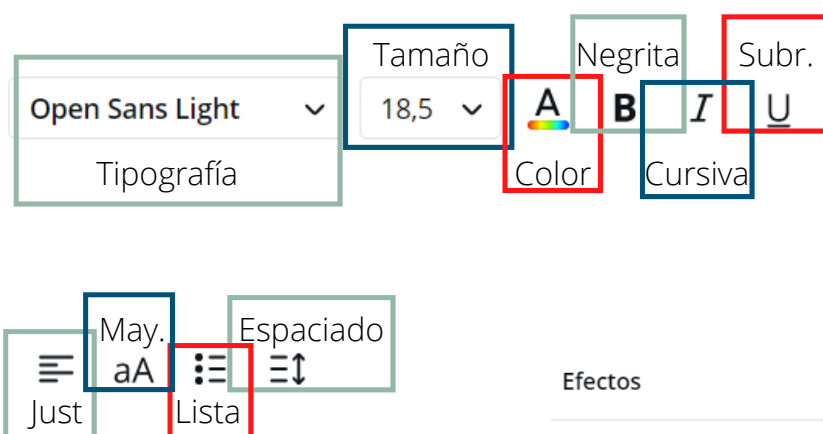 Tamaño Negrita Subr.
Open Sans Light 18,5 A B I U
Tipografía Color Cursiva
May. Espaciado
aA
Efectos
Just Lista